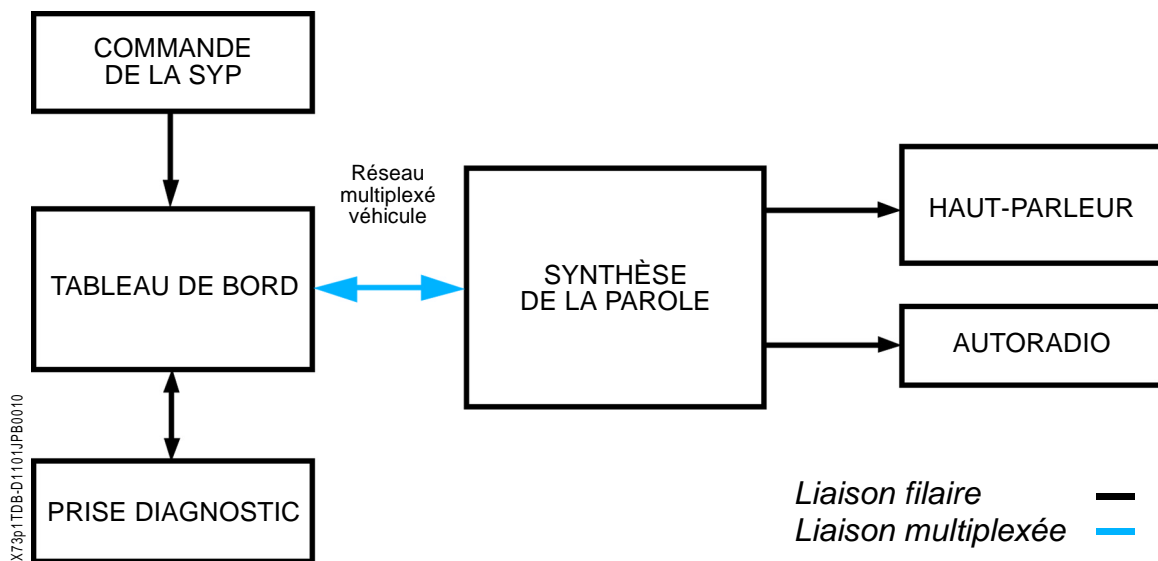 COMMANDE
DE LA SYP
Réseau
multiplexé
véhicule
TABLEAU DE BORD
SYNTHÈSE
DE LA PAROLE
HAUT-PARLEUR
AUTORADIO
PRISE DIAGNOSTIC
Liaison filaire
Liaison multiplexée
X73p1TDB-D1101JPB0010